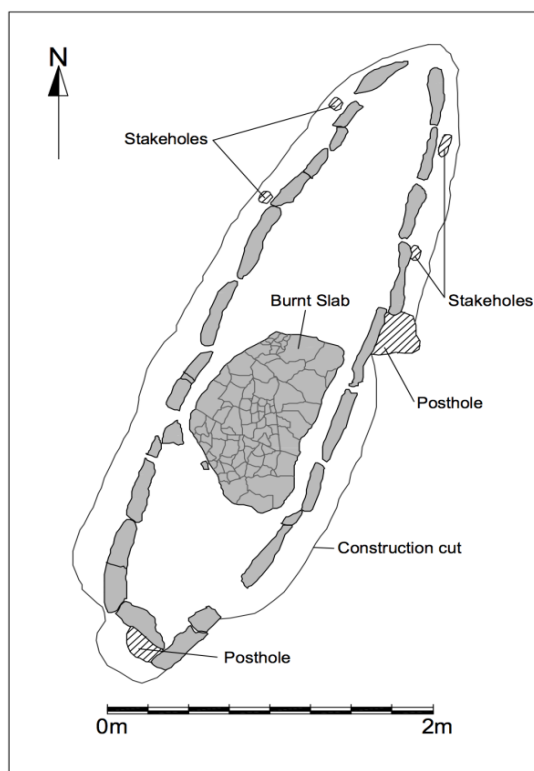 N
Stakeholes
Burnt Slab
Stakeholes
Posthole
Construction cut
Posthole
0m
2m